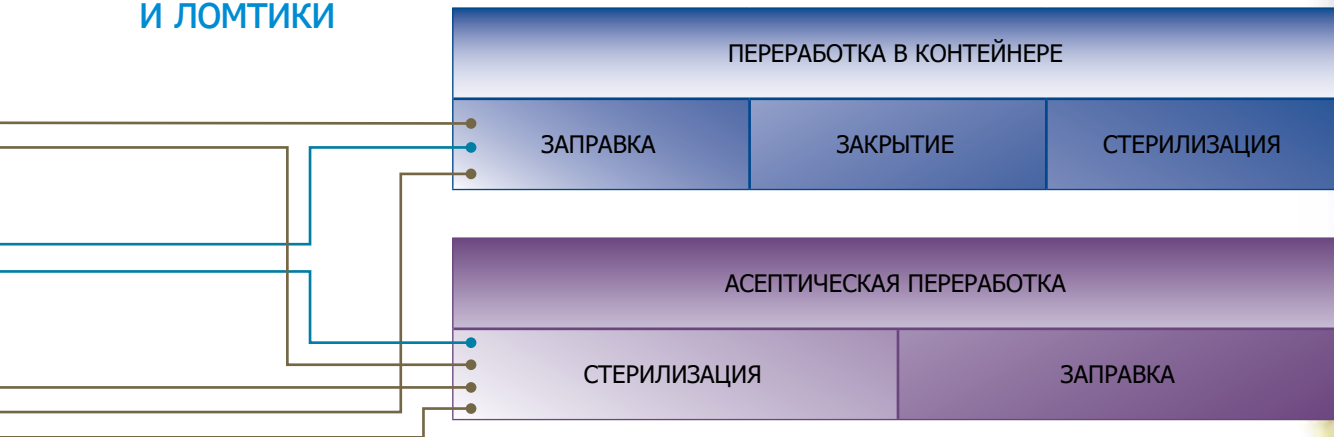 И ЛОМТИКИ
ПЕРЕРАБОТКА В КОНТЕЙНЕРЕ
ЗАПРАВКА
ЗАКРЫТИЕ
СТЕРИЛИЗАЦИЯ
АСЕПТИЧЕСКАЯ ПЕРЕРАБОТКА
СТЕРИЛИЗАЦИЯ
ЗАПРАВКА